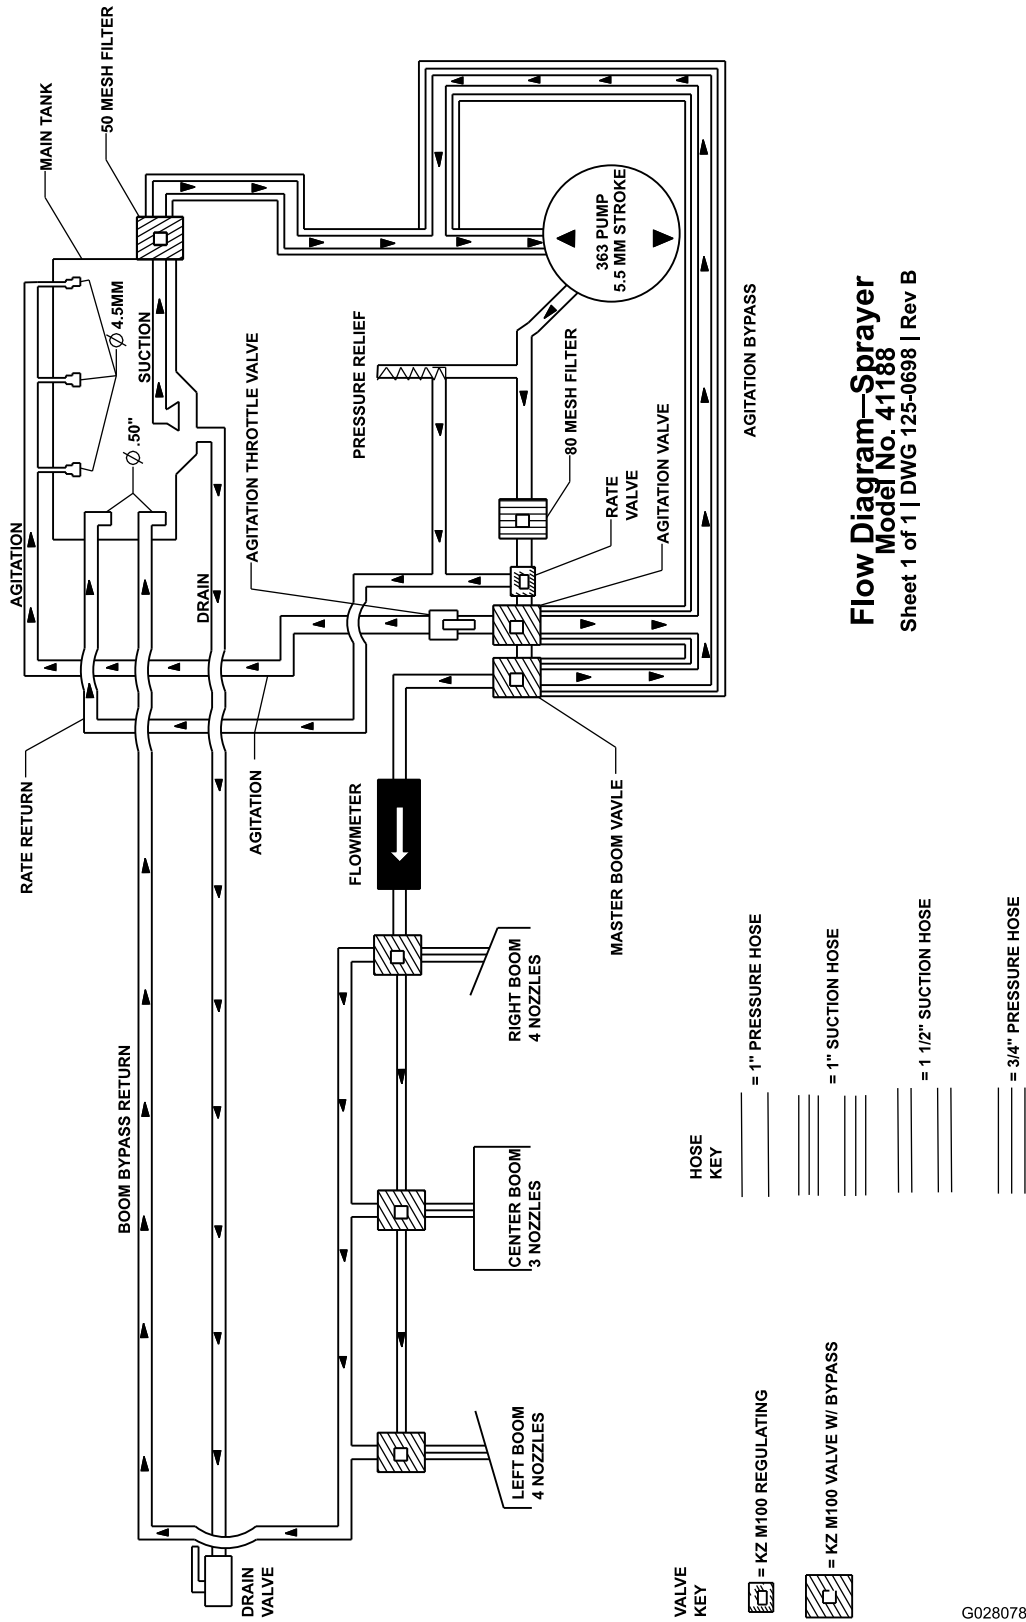 DRAIN
VALVE
BOOM BYPASS RETURN
LEFT BOOM
4 NOZZLES
CENTER BOOM
3 NOZZLES
RIGHT BOOM
4 NOZZLES
RATE RETURN
AGITATION
FLOWMETER
MASTER BOOM VAVLE
AGITATION
DRAIN
AGITATION THROTTLE VALVE
RATE
VALVE
AGITATION VALVE
80 MESH FILTER
PRESSURE RELIEF
AGITATION BYPASS
⌀ .50"
⌀ 4.5MM
SUCTION
MAIN TANK
50 MESH FILTER
363 PUMP
5.5 MM STROKE
VALVE
KEY
= KZ M100 REGULATING
= KZ M100 VALVE W/ BYPASS
HOSE
KEY
= 1" PRESSURE HOSE
= 1" SUCTION HOSE
= 1 1/2" SUCTION HOSE
= 3/4" PRESSURE HOSE
Flow Diagram—Sprayer
Model No. 41188
Sheet 1 of 1 | DWG 125-0698 | Rev B
G028078